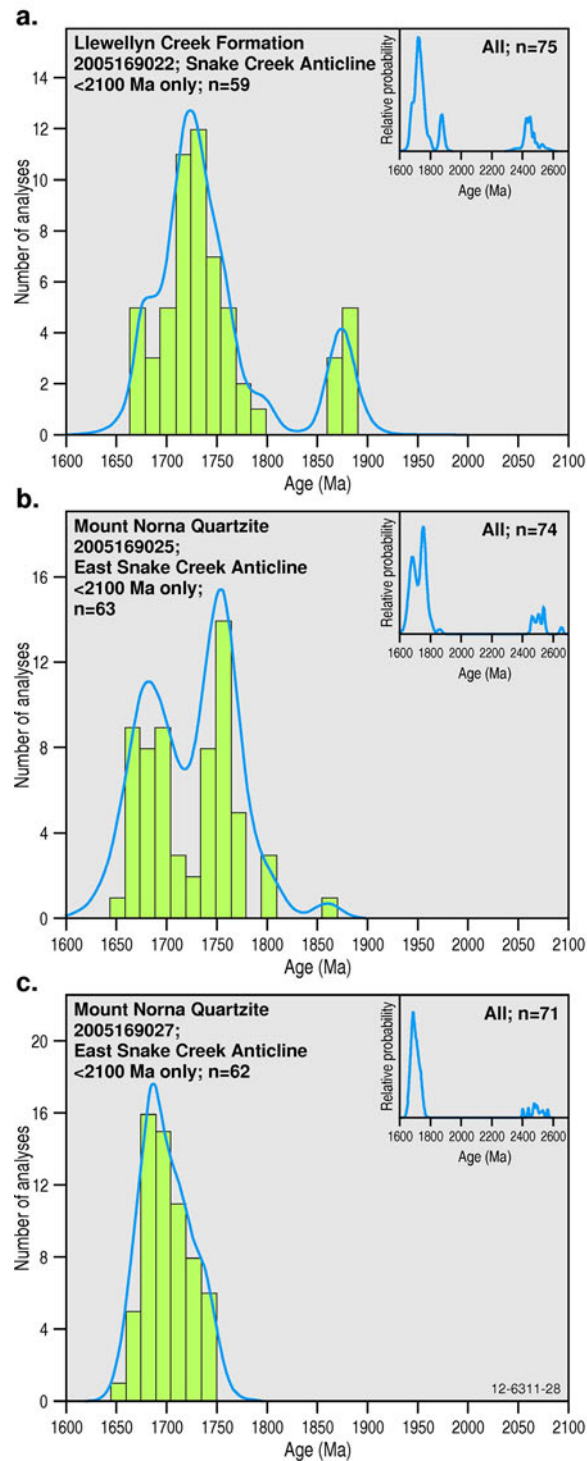 a.
Llewellyn Creek Formation
2005169022; Snake Creek Anticline
<2100 Ma only; n=59
All; n=75
Relative probability
1600 1800 2000 2200 2400 2600
Age (Ma)
Number of analyses
14
12
10
8
6
4
2
0
1600 1650 1700 1750 1800 1850 1900 1950 2000 2050 2100
Age (Ma)
b.
Mount Norna Quartzite
2005169025;
East Snake Creek Anticline
<2100 Ma only;
n=63
All; n=74
Relative probability
1600 1800 2000 2200 2400 2600
Age (Ma)
Number of analyses
16
12
8
4
0
1600 1650 1700 1750 1800 1850 1900 1950 2000 2050 2100
Age (Ma)
c.
Mount Norna Quartzite
2005169027;
East Snake Creek Anticline
<2100 Ma only; n=62
All; n=71
Relative probability
1600 1800 2000 2200 2400 2600
Age (Ma)
Number of analyses
20
16
12
8
4
0
12-6311-28
1600 1650 1700 1750 1800 1850 1900 1950 2000 2050 2100
Age (Ma)